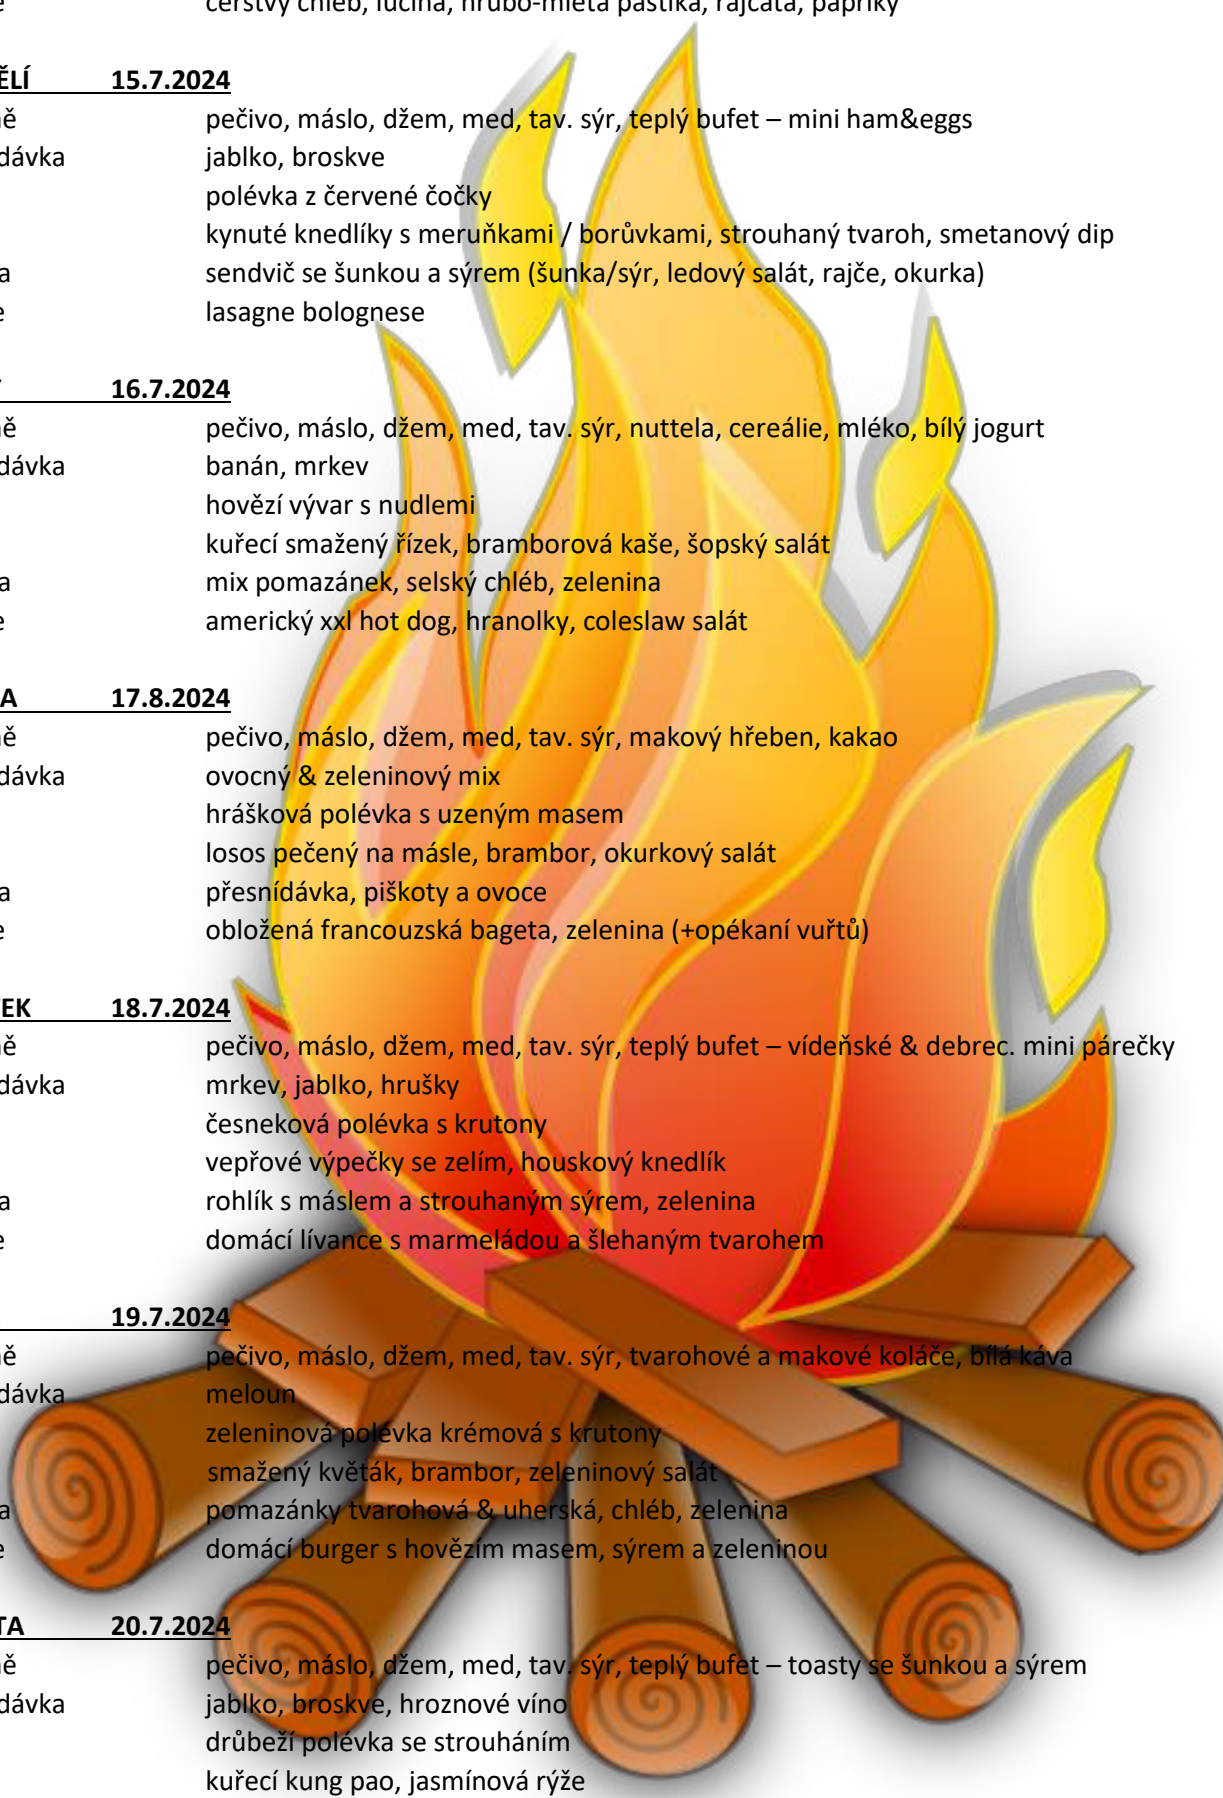 čerstvý chléb, lučina, hrubo-mletá paštika, rajčata, papriky
ĚLÍ 15.7.2024
ně pečivo, máslo, džem, med, tav. sýr, teplý bufet – mini ham&eggs
dávka jablko, broskve
polévka z červené čočky
kynuté knedlíky s meruňkami / borůvkami, strouhaný tvaroh, smetanový dip
a sendvič se šunkou a sýrem (šunka/sýr, ledový salát, rajče, okurka)
e lasagne bolognese
16.7.2024
ně pečivo, máslo, džem, med, tav. sýr, nuttela, cereálie, mléko, bílý jogurt
dávka banán, mrkev
hovězí vývar s nudlemi
kuřecí smažený řízek, bramborová kaše, šopský salát
a mix pomazánek, selský chléb, zelenina
e americký xxl hot dog, hranolky, coleslaw salát
A 17.8.2024
ně pečivo, máslo, džem, med, tav. sýr, makový hřeben, kakao
dávka ovocný & zeleninový mix
hrášková polévka s uzeným masem
losos pečený na másle, brambor, okurkový salát
a přesnídávka, piškoty a ovoce
e obložená francouzská bageta, zelenina (+opékaní vuřtů)
EK 18.7.2024
ně pečivo, máslo, džem, med, tav. sýr, teplý bufet – vídeňské & debrec. mini párečky
dávka mrkev, jablko, hrušky
česneková polévka s krutony
vepřové výpečky se zelím, houskový knedlík
a rohlík s máslem a strouhaným sýrem, zelenina
e domácí lívance s marmeládou a šlehaným tvarohem
19.7.2024
ně pečivo, máslo, džem, med, tav. sýr, tvarohové a makové koláče, bílá káva
dávka meloun
zeleninová polévka krémová s krutony
smažený květák, brambor, zeleninový salát
a pomazánky tvarohová & uherská, chléb, zelenina
e domácí burger s hovězím masem, sýrem a zeleninou
TA 20.7.2024
ně pečivo, máslo, džem, med, tav. sýr, teplý bufet – toasty se šunkou a sýrem
dávka jablko, broskve, hroznové víno
drůbeží polévka se strouháním
kuřecí kung pao, jasmínová rýže